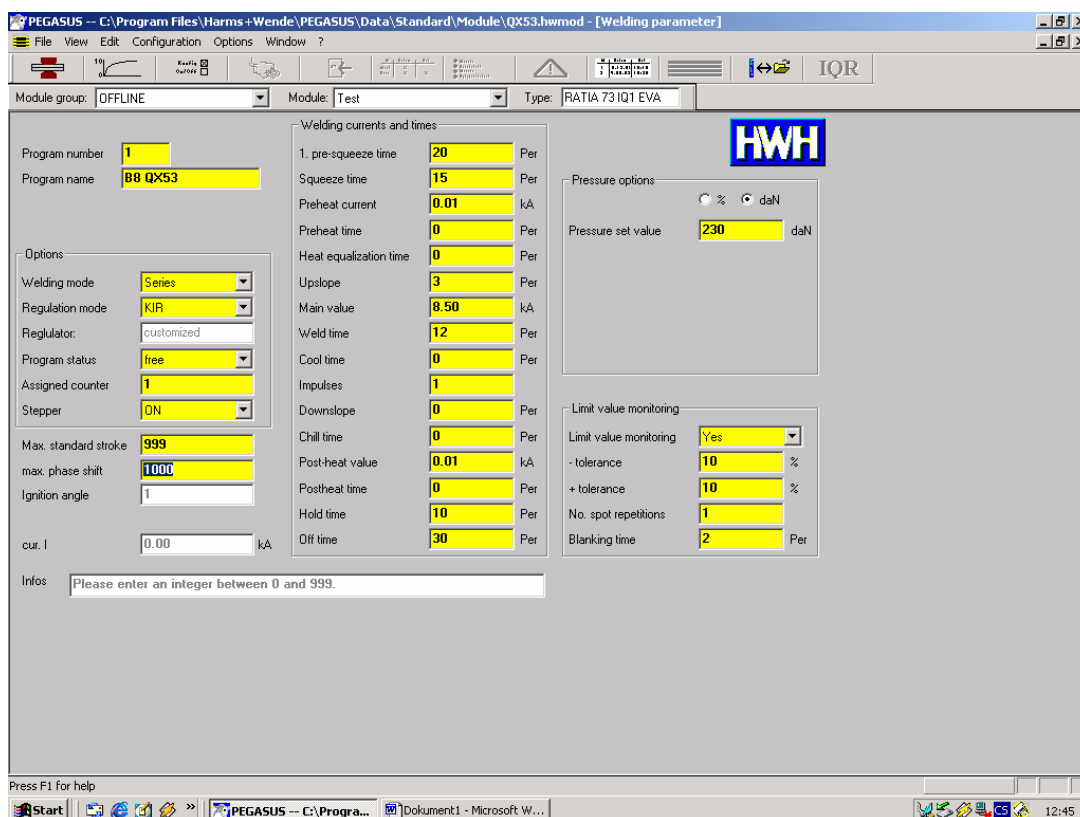 PEGASUS -- C:\Program Files\Harms+Wende\PEGASUS\Data\Standard\Module\QX53.hwmod - [Welding parameter]
File View Edit Configuration Options Window ?
IQR
Module group: OFFLINE Module: Test Type: RATIA 73 IQ1 EVA
HWH
Program number 1
Program name B8 QX53
Options
Welding mode Series
Regulation mode KIR
Reglulator: customized
Program status free
Assigned counter 1
Stepper ON
Max. standard stroke 999
max. phase shift 1000
Ignition angle 1
cur. I 0.00 kA
Welding currents and times
1. pre-squeeze time 20 Per
Squeeze time 15 Per
Preheat current 0.01 kA
Preheat time 0 Per
Heat equalization time 0 Per
Upslope 3 Per
Main value 8.50 kA
Weld time 12 Per
Cool time 0 Per
Impulses 1
Downslope 0 Per
Chill time 0 Per
Post-heat value 0.01 kA
Postheat time 0 Per
Hold time 10 Per
Off time 30 Per
Pressure options
% daN
Pressure set value 230 daN
Limit value monitoring
Limit value monitoring Yes
- tolerance 10 %
+ tolerance 10 %
No. spot repetitions 1
Blanking time 2 Per
Infos Please enter an integer between 0 and 999.
Press F1 for help
Start » PEGASUS -- C:\Progra... Dokument1 - Microsoft W... CS 12:45